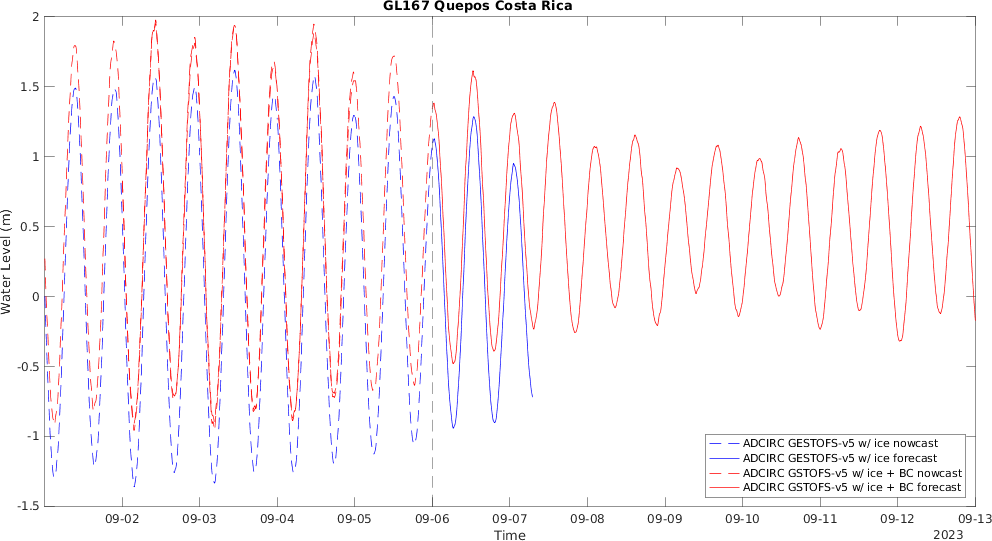 GL167 Quepos Costa Rica
2
1.5
1
0.5
0
-0.5
-1
-1.5
Water Level (m)
09-02 09-03 09-04 09-05 09-06 09-07 09-08 09-09 09-10 09-11 09-12 09-13
Time
2023
ADCIRC GESTOFS-v5 w/ ice nowcast
ADCIRC GESTOFS-v5 w/ ice forecast
ADCIRC GSTOFS-v5 w/ ice + BC nowcast
ADCIRC GSTOFS-v5 w/ ice + BC forecast